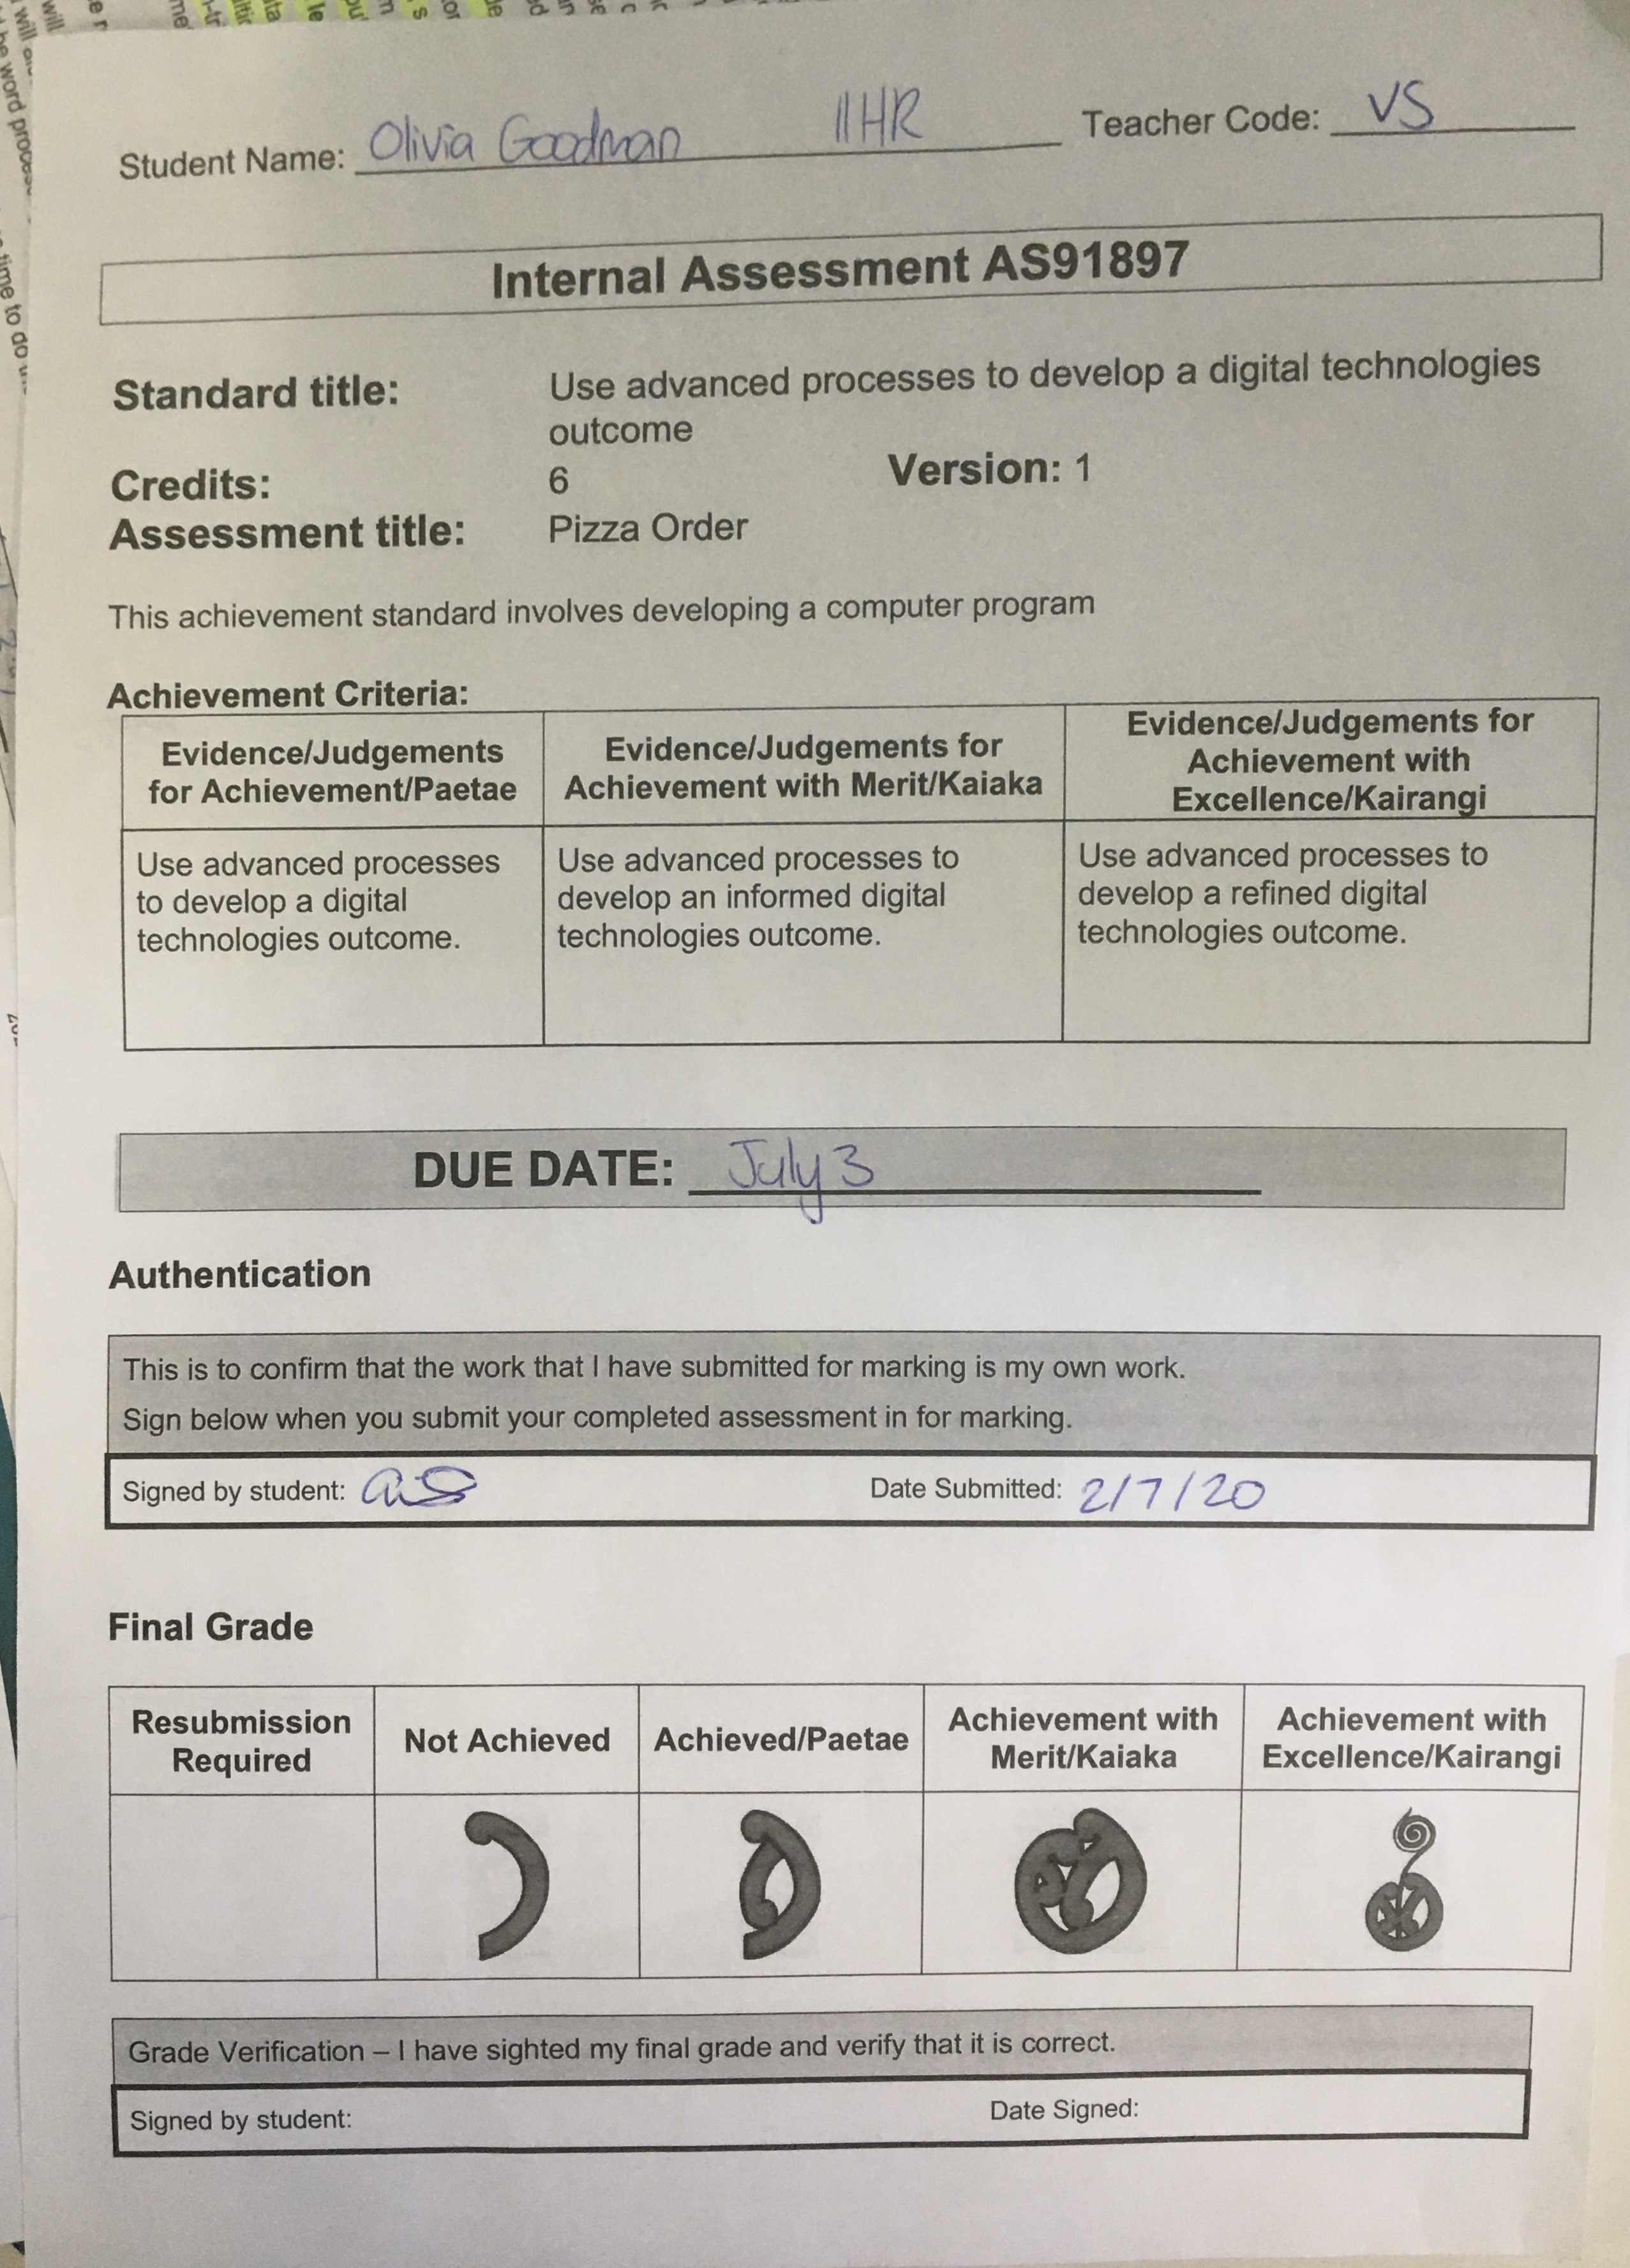 Student Name: Olivia Goodman 11HR Teacher Code: VS
Internal Assessment AS91897
Standard title: Use advanced processes to develop a digital technologies
outcome
Credits: 6 Version: 1
Assessment title: Pizza Order
This achievement standard involves developing a computer program
Achievement Criteria:
Evidence/Judgements
for Achievement/Paetae
Evidence/Judgements for
Achievement with Merit/Kaiaka
Evidence/Judgements for
Achievement with
Excellence/Kairangi
Use advanced processes
to develop a digital
technologies outcome.
Use advanced processes to
develop an informed digital
technologies outcome.
Use advanced processes to
develop a refined digital
technologies outcome.
DUE DATE: July 3
Authentication
This is to confirm that the work that I have submitted for marking is my own work.
Sign below when you submit your completed assessment in for marking.
Signed by student: Date Submitted: 2/7/20
Final Grade
Resubmission
Required
Not Achieved
Achieved/Paetae
Achievement with
Merit/Kaiaka
Achievement with
Excellence/Kairangi
Grade Verification – I have sighted my final grade and verify that it is correct.
Signed by student: Date Signed: